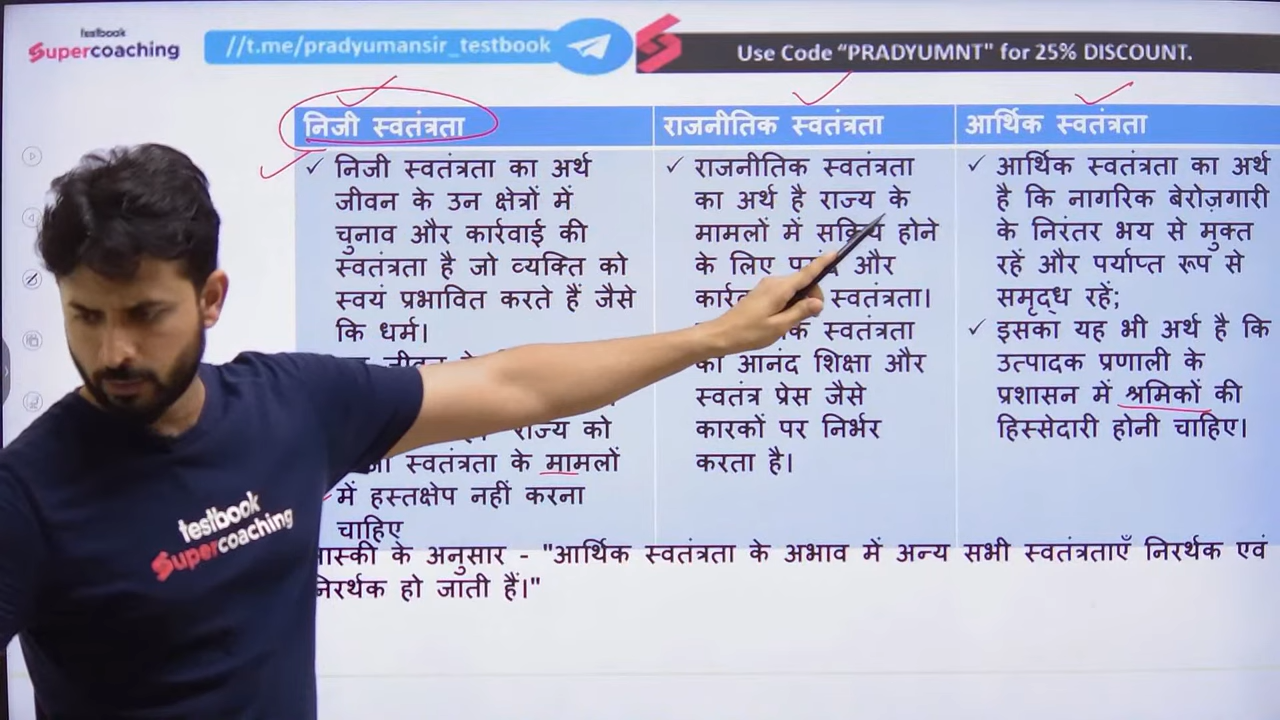 testbook
Supercoaching
//t.me/pradyumansir_testbook
Use Code “PRADYUMNT" for 25% DISCOUNT.
निजी स्वतंत्रता
✓ निजी स्वतंत्रता का अर्थ
जीवन के उन क्षेत्रों में
चुनाव और कार्रवाई की
स्वतंत्रता है जो व्यक्ति को
स्वयं प्रभावित करते हैं जैसे
कि धर्म।
राज्य को
स्वतंत्रता के मामलों
में हस्तक्षेप नहीं करना
चाहिए
राजनीतिक स्वतंत्रता
✓ राजनीतिक स्वतंत्रता
का अर्थ है राज्य के
मामलों में होने
के लिए और
स्वतंत्रता।
स्वतंत्रता
का आनंद शिक्षा और
स्वतंत्र प्रेस जैसे
कारकों पर निर्भर
करता है।
आर्थिक स्वतंत्रता
✓ आर्थिक स्वतंत्रता का अर्थ
है कि नागरिक बेरोज़गारी
के निरंतर भय से मुक्त
रहें और पर्याप्त रूप से
समृद्ध रहें;
✓ इसका यह भी अर्थ है कि
उत्पादक प्रणाली के
प्रशासन में श्रमिकों की
हिस्सेदारी होनी चाहिए।
के अनुसार - "आर्थिक स्वतंत्रता के अभाव में अन्य सभी स्वतंत्रताएँ निरर्थक एवं
निरर्थक हो जाती हैं।"
testbook
Supercoaching